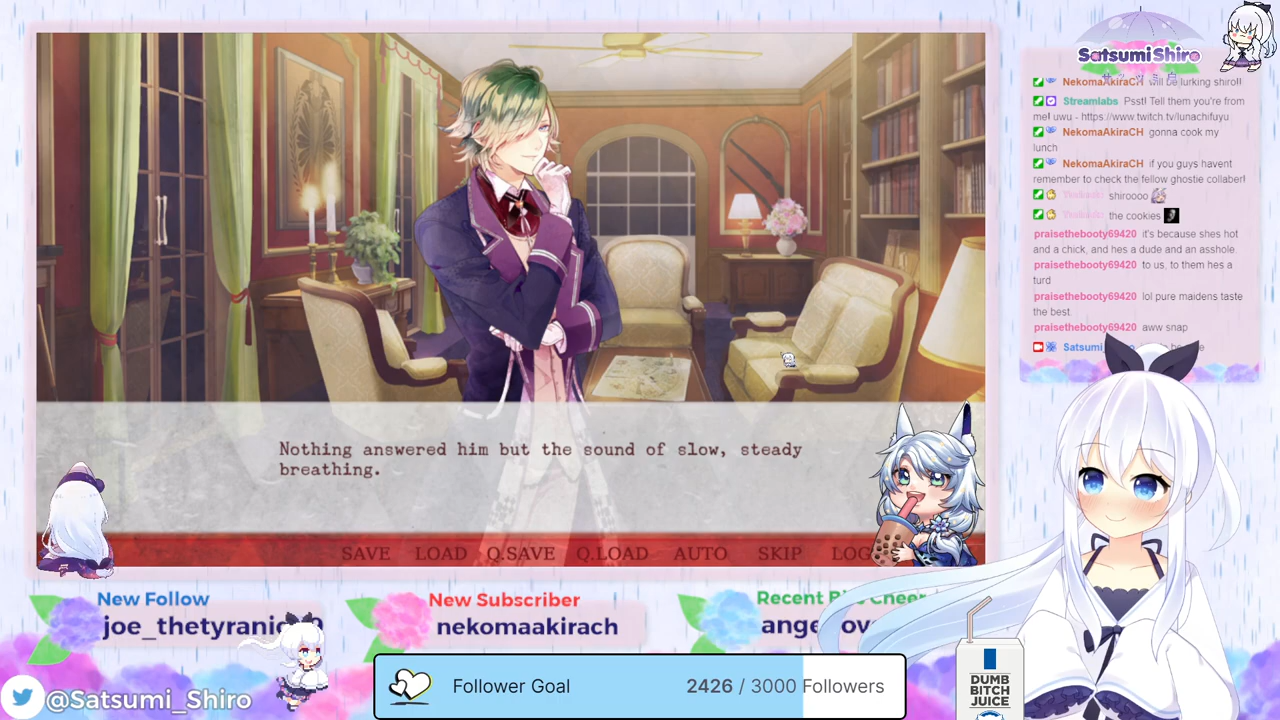 SatsumiShiro
NekomaAkiraCH will be lurking shiro!!
Streamlabs Psst! Tell them you're from
me! uwu - https://www.twitch.tv/lunachifuyu
NekomaAkiraCH gonna cook my
lunch
NekomaAkiraCH if you guys havent
remember to check the fellow ghostie collaber!
shiroooo
the cookies
praisethebooty69420 it's because shes hot
and a chick, and hes a dude and an asshole.
praisethebooty69420 to us, to them hes a
turd
praisethebooty69420 lol pure maidens taste
the best
praisethebooty69420 aww snap
Satsumi
Nothing answered him but the sound of slow, steady
breathing.
SAVE LOAD Q.SAVE Q.LOAD AUTO SKIP LOG
New Follow
joe_thetyrani
New Subscriber
nekomaakirach
Recent Cheer
ange
Follower Goal 2426 / 3000 Followers
@Satsumi_Shiro
DUMB
BITCH
JUICE